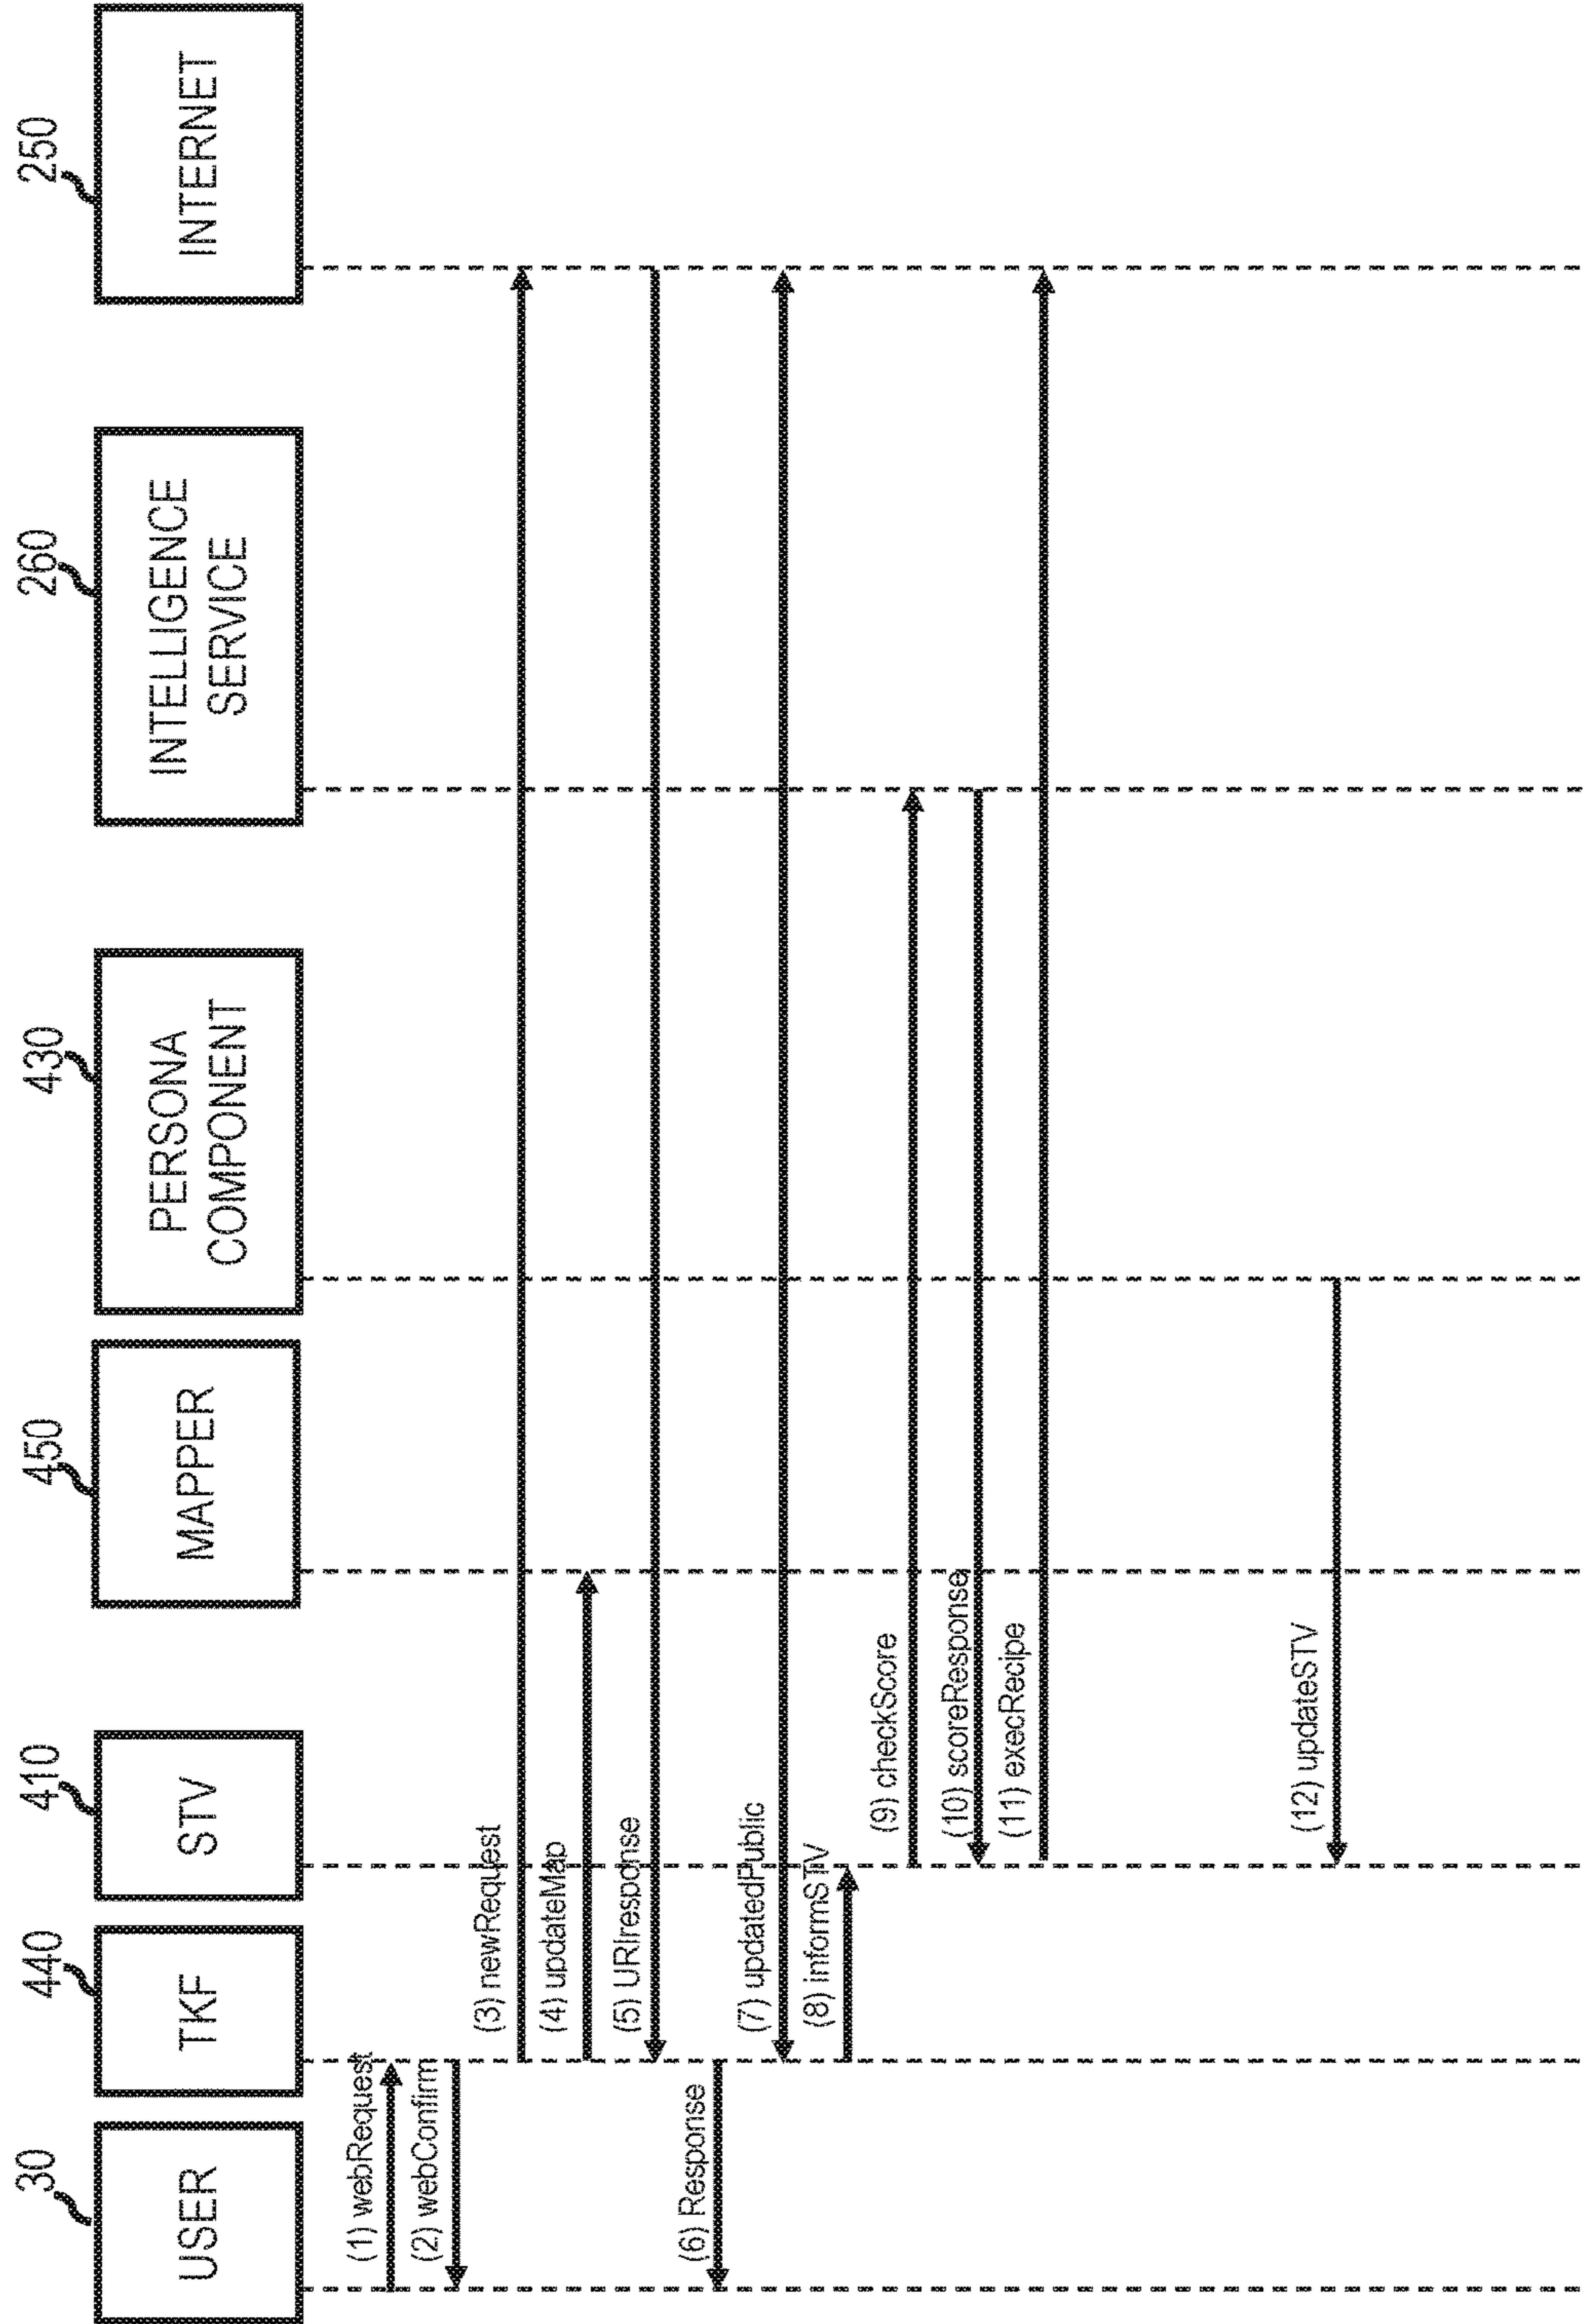 30
USER
440
TKF
410
STV
450
MAPPER
430
PERSONA
COMPONENT
260
INTELLIGENCE
SERVICE
250
INTERNET
(1) webRequest
(2) webConfirm
(3) newRequest
(4) updateMap
(5) URIresponse
(6) Response
(7) updatedPublic
(8) informSTV
(9) checkScore
(10) scoreResponse
(11) execRecipe
(12) updateSTV